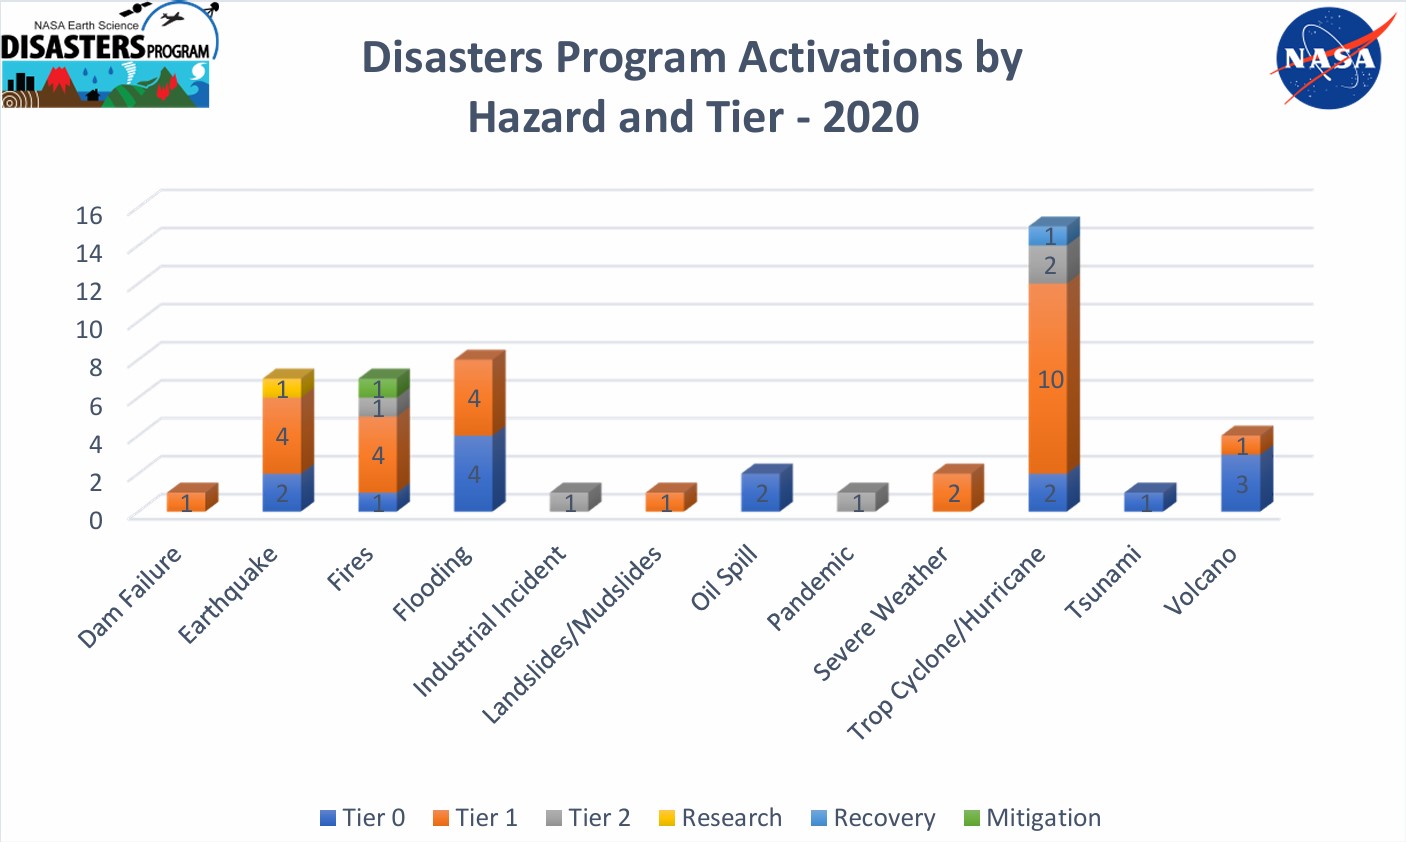 NASA Earth Science
DISASTERS PROGRAM
NASA
Disasters Program Activations by
Hazard and Tier - 2020
16
14
12
10
8
6
4
2
0
1
2
4
1
1
4
1
1
4
4
1
1
2
1
2
2
10
2
1
1
3
1
Dam Failure
Earthquake
Fires
Flooding
Industrial Incident
Landslides/Mudslides
Oil Spill
Pandemic
Severe Weather
Trop Cyclone/Hurricane
Tsunami
Volcano
Tier 0 Tier 1 Tier 2 Research Recovery Mitigation